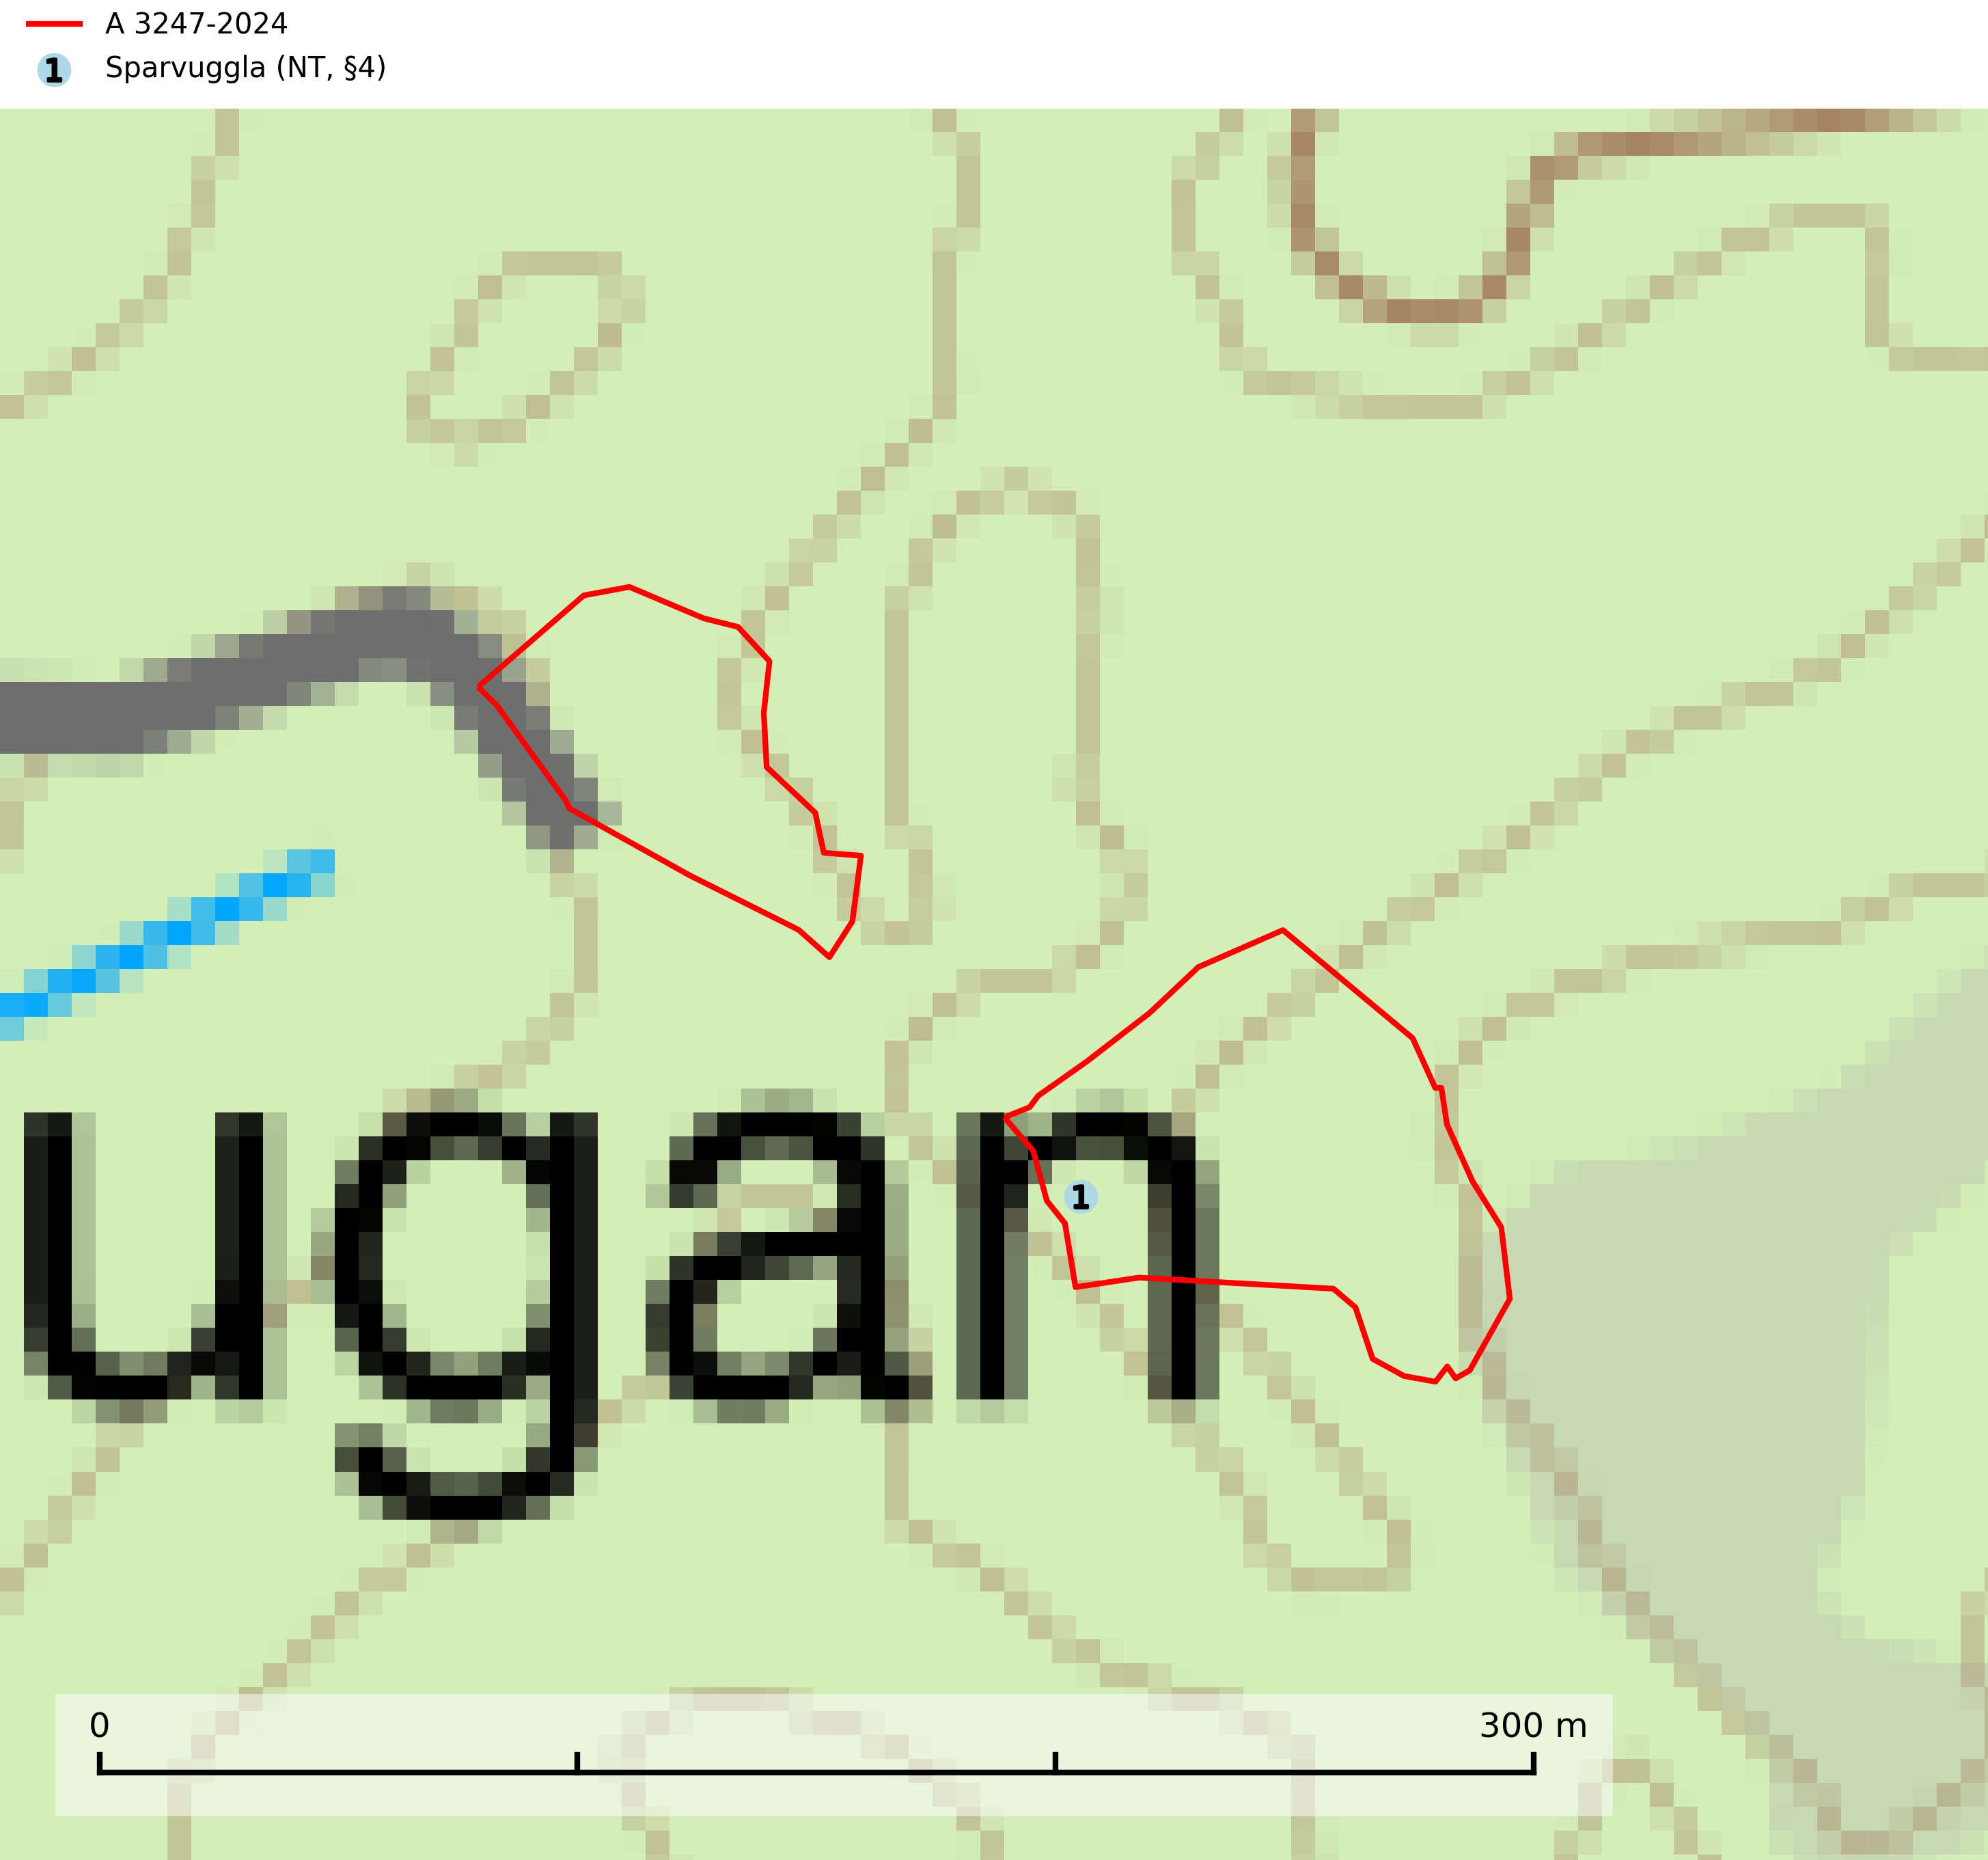 A 3247-2024
1 Sparvuggla (NT, §4)
1
ugan
0 300 m